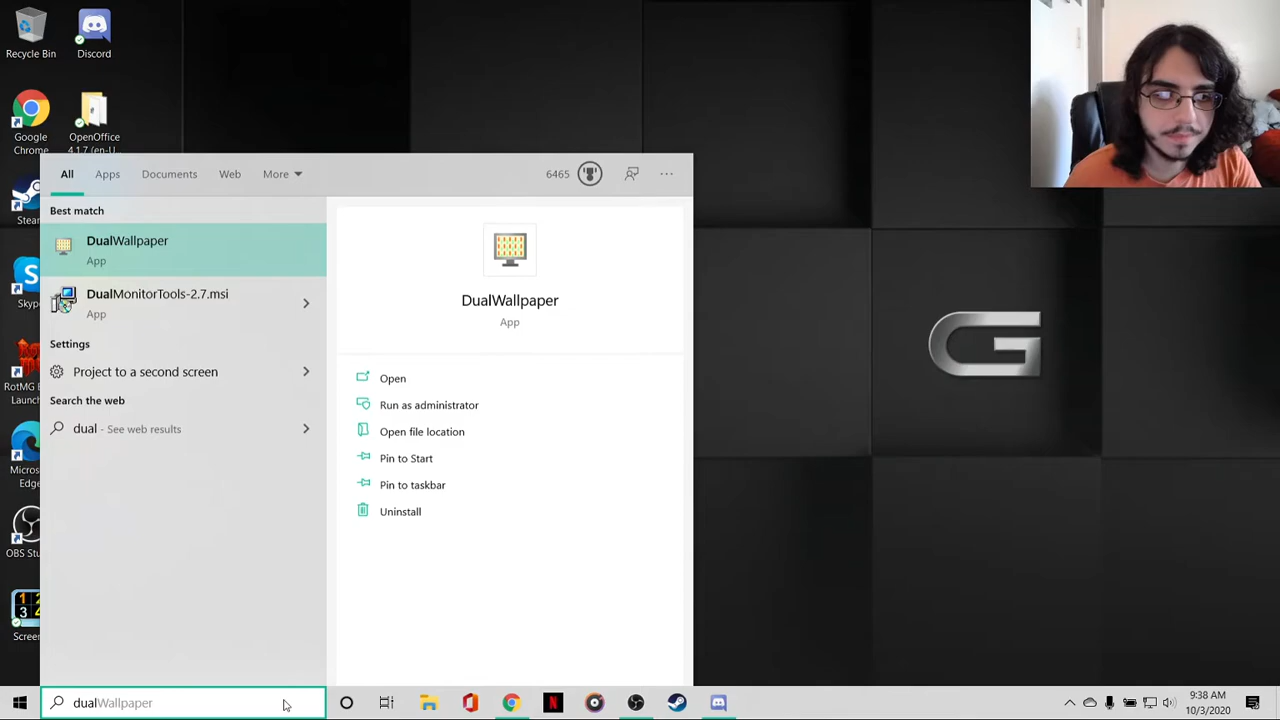 Recycle Bin
Discord
Google
Chrome
OpenOffice
4.1.7 (en-U...
Steam
Skype
RotMG E
Launch
Micros
Edge
OBS Stu
Screen
All
Apps
Documents
Web
More
6465
Best match
DualWallpaper
App
DualMonitorTools-2.7.msi
App
Settings
Project to a second screen
Search the web
dual - See web results
DualWallpaper
App
Open
Run as administrator
Open file location
Pin to Start
Pin to taskbar
Uninstall
G
dualWallpaper
9:38 AM
10/3/2020